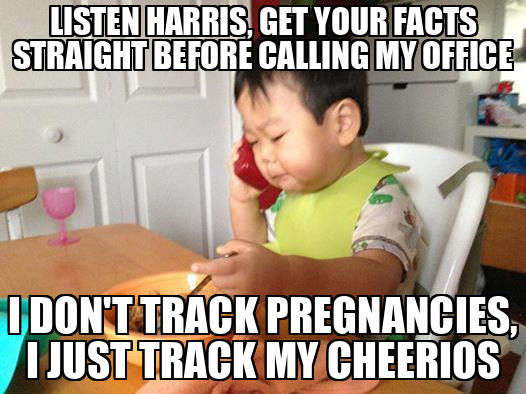 LISTEN HARRIS, GET YOUR FACTS
STRAIGHT BEFORE CALLING MY OFFICE
I DON'T TRACK PREGNANCIES,
I JUST TRACK MY CHEERIOS